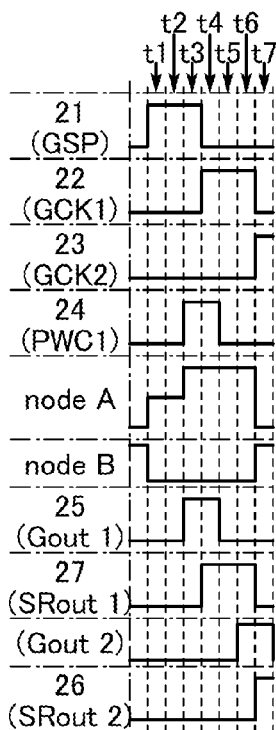 t2 t4 t6
t1 t3 t5 t7
21
(GSP)
22
(GCK1)
23
(GCK2)
24
(PWC1)
node A
node B
25
(Gout 1)
27
(SRout 1)
(Gout 2)
26
(SRout 2)